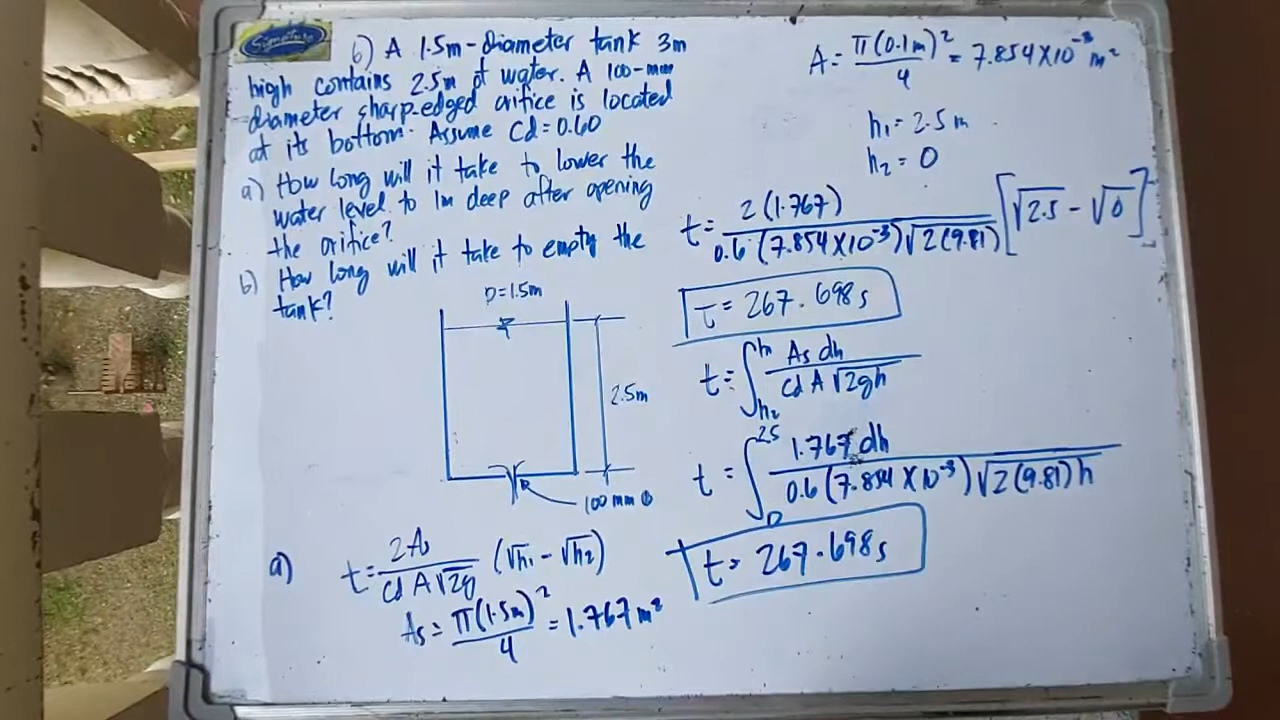 Signature
6) A 1.5m-diameter tank 3m
high contains 2.5m of water. A 100-mm
diameter sharp-edged orifice is located
at its bottom. Assume Cd=0.60
a) How long will it take to lower the
water level to 1m deep after opening
the orifice?
b) How long will it take to empty the
tank?
D=1.5m
2.5m
100 mm Φ
a) t = 2As / Cd A √2g (√h₁ - √h₂)
As = π(1.5m)² / 4 = 1.767 m²
A = π(0.1m)² / 4 = 7.854 x 10⁻³ m²
h₁ = 2.5 m
h₂ = 0
t = 2(1.767) / 0.6 (7.854 x 10⁻³) √2(9.81) [√2.5 - √0]
t = 267.698 s
t = ∫ h₁ h₂ As dh / Cd A √2gh
t = ∫ 2.5 0 1.767 dh / 0.6 (7.854 x 10⁻³) √2(9.81) h
t = 267.698 s